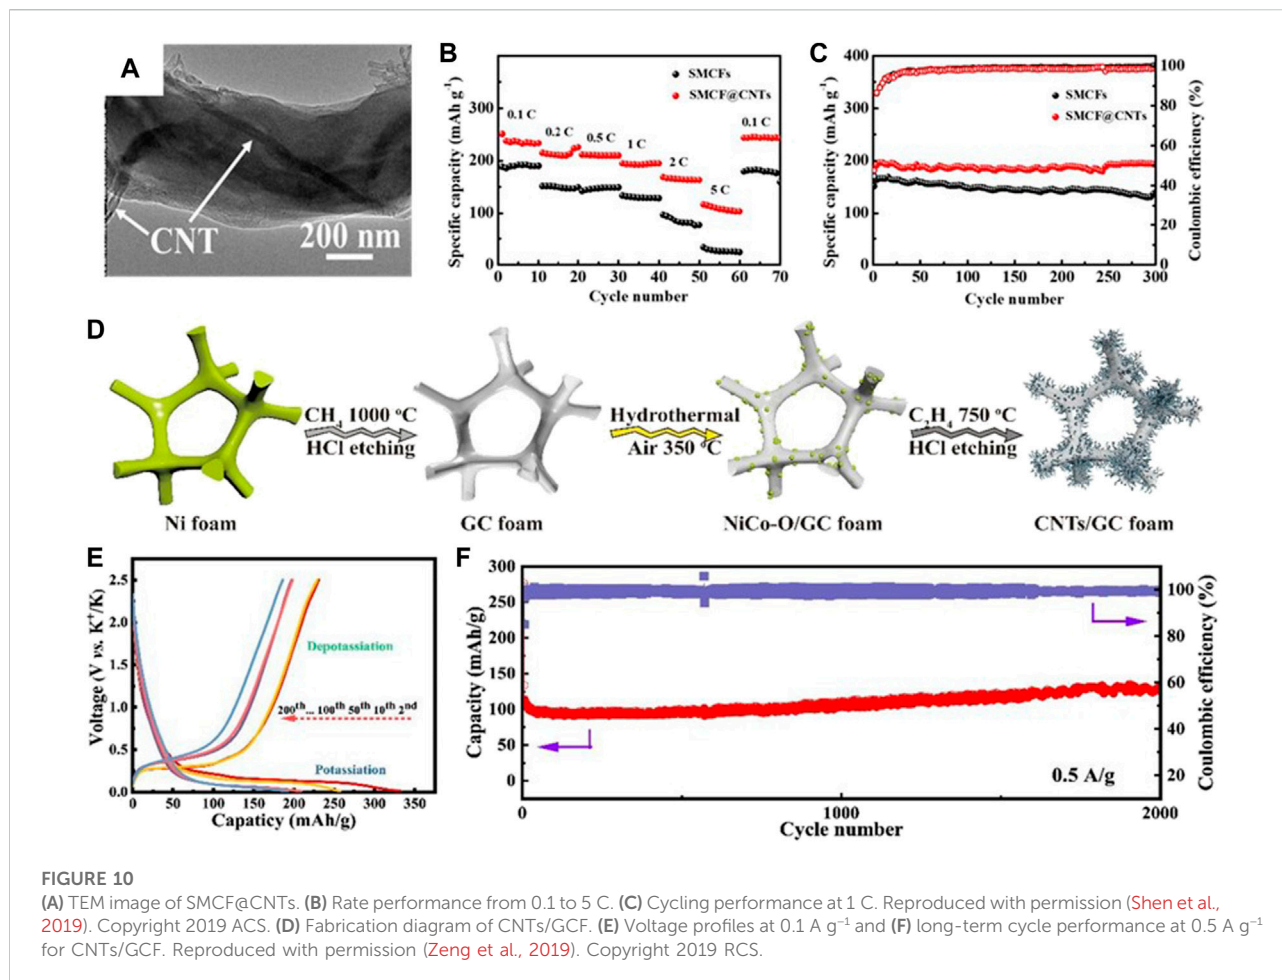 A
CNT
200 nm
B
SMCFs
SMCF@CNTs
0.1 C
0.2 C
0.5 C
1 C
2 C
5 C
0.1 C
Specific capacity (mAh g⁻¹)
0
100
200
300
400
0 10 20 30 40 50 60 70
Cycle number
C
SMCFs
SMCF@CNTs
Specific capacity (mAh g⁻¹)
0
100
200
300
400
0 50 100 150 200 250 300
Cycle number
0
20
40
60
80
100
Coulombic efficiency (%)
D
CH₄ 1000 °C
HCl etching
Hydrothermal
Air 350 °C
C₂H₄ 750 °C
HCl etching
Ni foam
GC foam
NiCo-O/GC foam
CNTs/GC foam
E
Voltage (V vs. K⁺/K)
2.5
2.0
1.5
1.0
0.5
0.0
Depotassiation
200th... 100th 50th 10th 2nd
Potassiation
0 50 100 150 200 250 300 350
Capaticy (mAh/g)
F
Capacity (mAh/g)
300
250
200
150
100
50
0
0.5 A/g
0 1000 2000
Cycle number
100
80
60
40
20
Coulombic efficiency (%)
FIGURE 10
(A) TEM image of SMCF@CNTs. (B) Rate performance from 0.1 to 5 C. (C) Cycling performance at 1 C. Reproduced with permission (Shen et al.,
2019). Copyright 2019 ACS. (D) Fabrication diagram of CNTs/GCF. (E) Voltage profiles at 0.1 A g⁻¹ and (F) long-term cycle performance at 0.5 A g⁻¹
for CNTs/GCF. Reproduced with permission (Zeng et al., 2019). Copyright 2019 RCS.